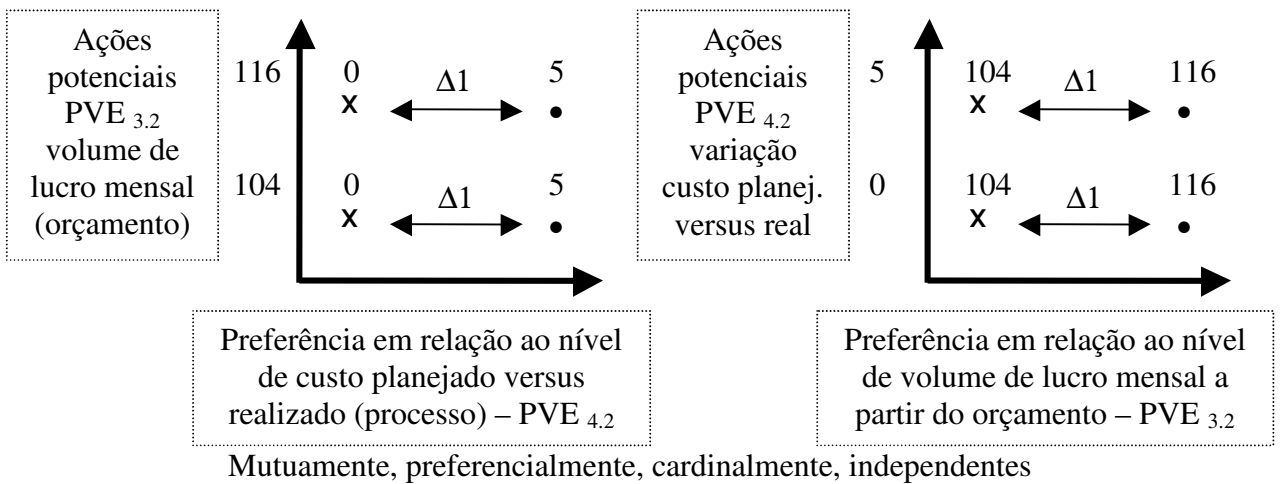 Ações
potenciais
PVE 3.2
volume de
lucro mensal
(orçamento)
116 0 Δ1 5
x •
104 0 Δ1 5
x •
Preferência em relação ao nível
de custo planejado versus
realizado (processo) – PVE 4.2
Ações
potenciais
PVE 4.2
variação
custo planej.
versus real
5 104 Δ1 116
x •
0 104 Δ1 116
x •
Preferência em relação ao nível
de volume de lucro mensal a
partir do orçamento – PVE 3.2
Mutuamente, preferencialmente, cardinalmente, independentes